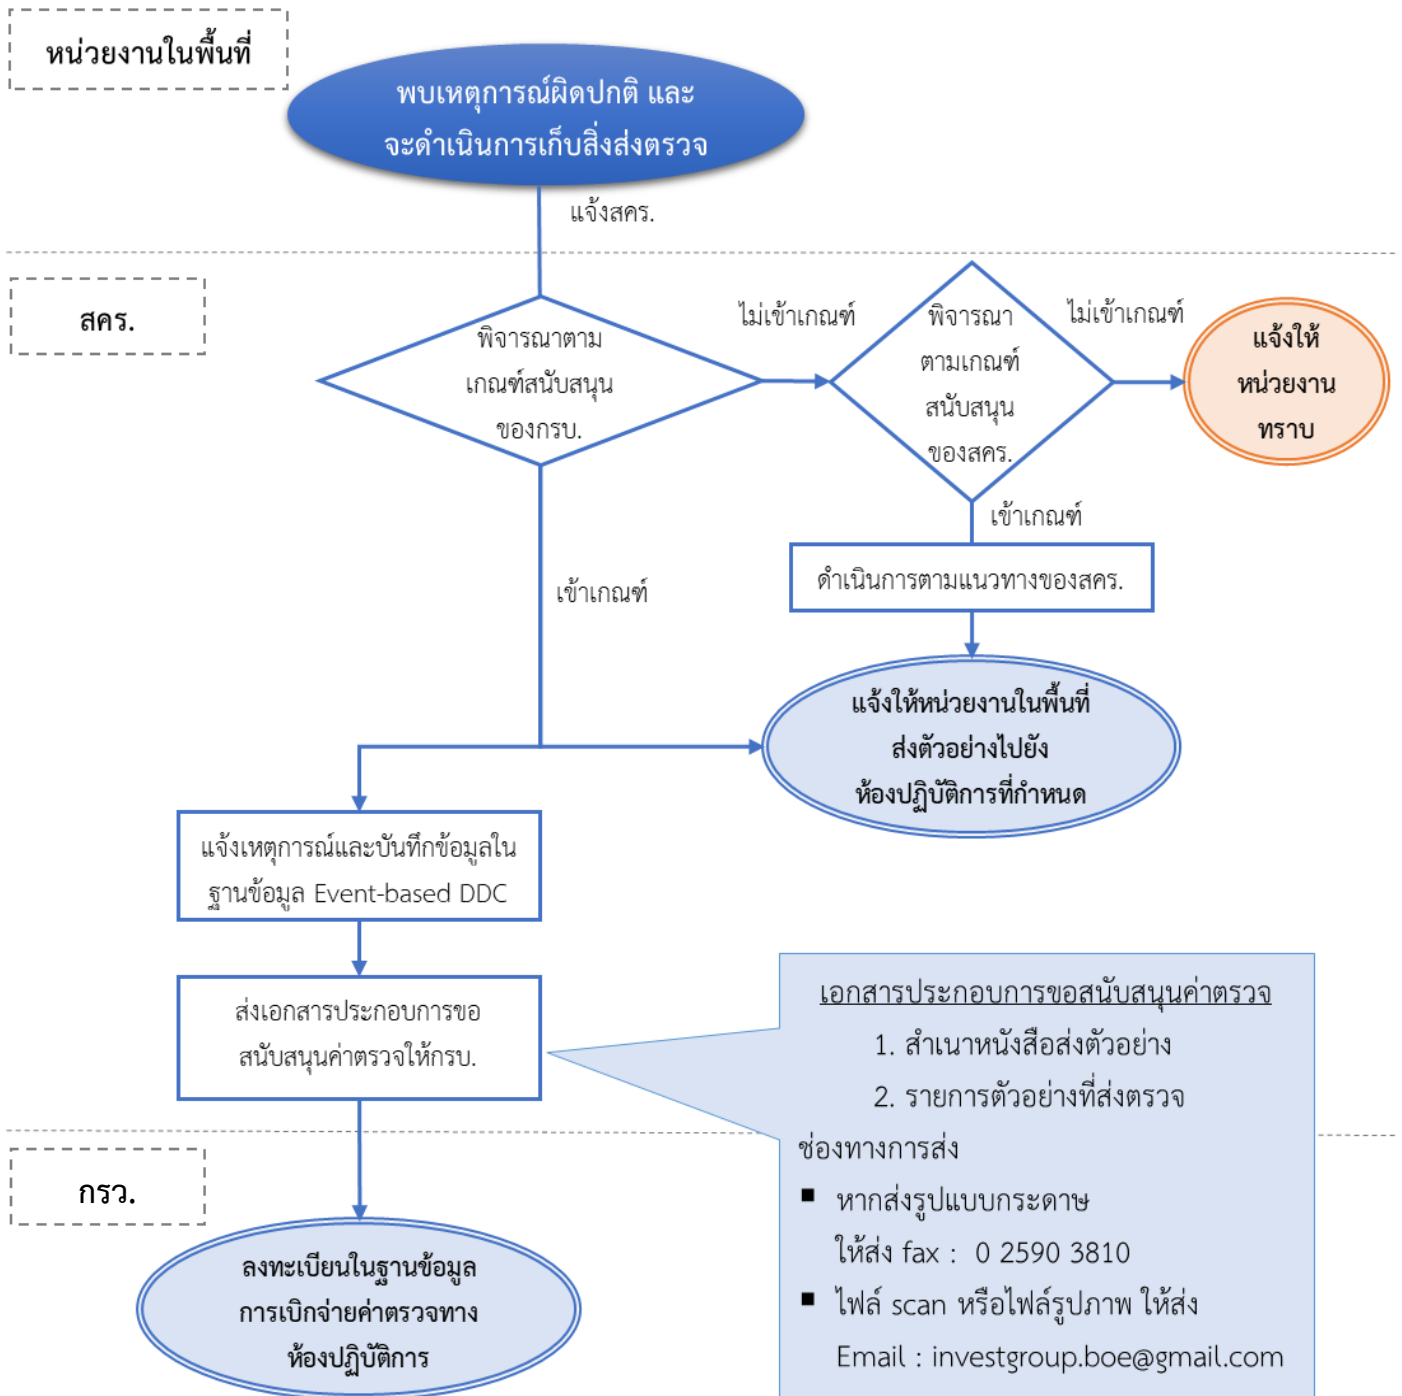 หน่วยงานในพื้นที่
พบเหตุการณ์ผิดปกติ และ
จะดำเนินการเก็บสิ่งส่งตรวจ
แจ้งสคร.
สคร.
พิจารณาตาม
เกณฑ์สนับสนุน
ของกรบ.
ไม่เข้าเกณฑ์
พิจารณา
ตามเกณฑ์
สนับสนุน
ของสคร.
ไม่เข้าเกณฑ์
แจ้งให้
หน่วยงาน
ทราบ
เข้าเกณฑ์
ดำเนินการตามแนวทางของสคร.
เข้าเกณฑ์
แจ้งให้หน่วยงานในพื้นที่
ส่งตัวอย่างไปยัง
ห้องปฏิบัติการที่กำหนด
แจ้งเหตุการณ์และบันทึกข้อมูลใน
ฐานข้อมูล Event-based DDC
ส่งเอกสารประกอบการขอ
สนับสนุนค่าตรวจให้กรบ.
เอกสารประกอบการขอสนับสนุนค่าตรวจ
1. สำเนาหนังสือส่งตัวอย่าง
2. รายการตัวอย่างที่ส่งตรวจ
ช่องทางการส่ง
▪ หากส่งรูปแบบกระดาษ
ให้ส่ง fax : 0 2590 3810
▪ ไฟล์ scan หรือไฟล์รูปภาพ ให้ส่ง
Email : investgroup.boe@gmail.com
กรว.
ลงทะเบียนในฐานข้อมูล
การเบิกจ่ายค่าตรวจทาง
ห้องปฏิบัติการ